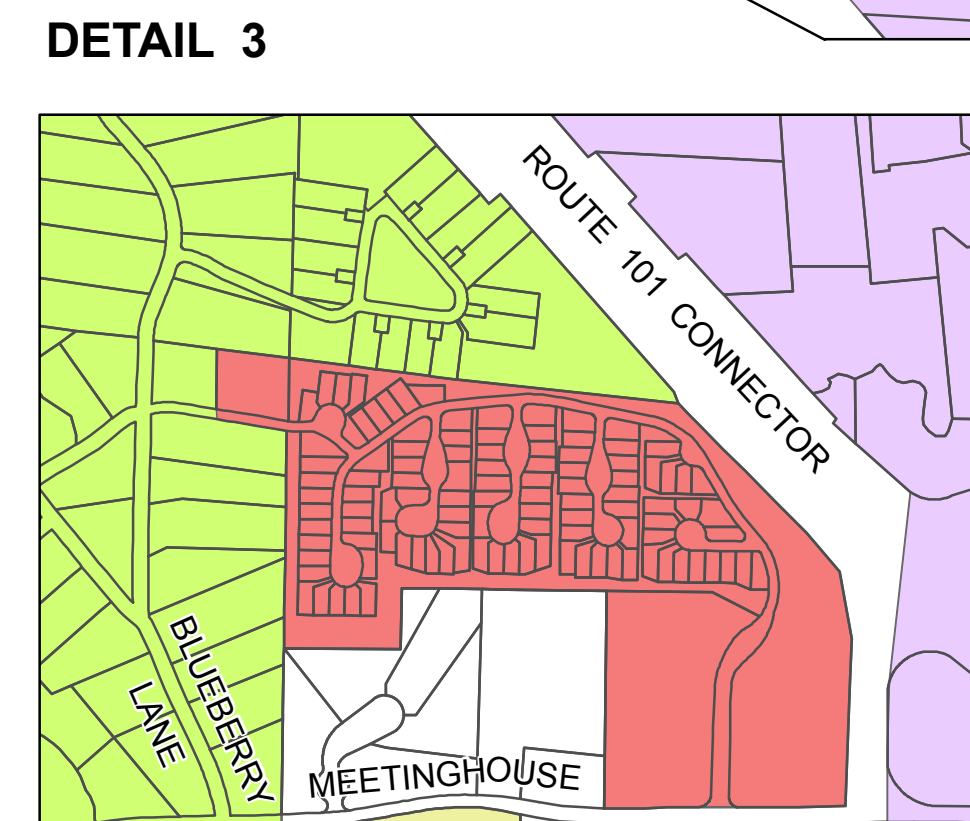 DETAIL 3
ROUTE 101 CONNECTOR
BLUEBERRY
LANE
MEETINGHOUSE